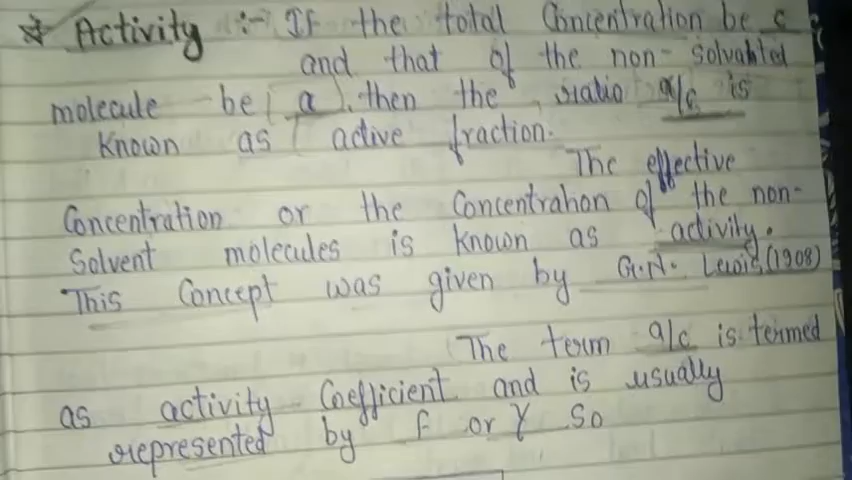 * Activity :- If the total Concentration be c
and that of the non-Solvated
molecule be a, then the ratio a/c is
Known as active fraction.
The effective
Concentration or the Concentration of the non-
Solvent molecules is known as activity.
This Concept was given by G.N. Lewis (1908)
The term a/c is termed
as activity Coefficient and is usually
represented by f or γ So